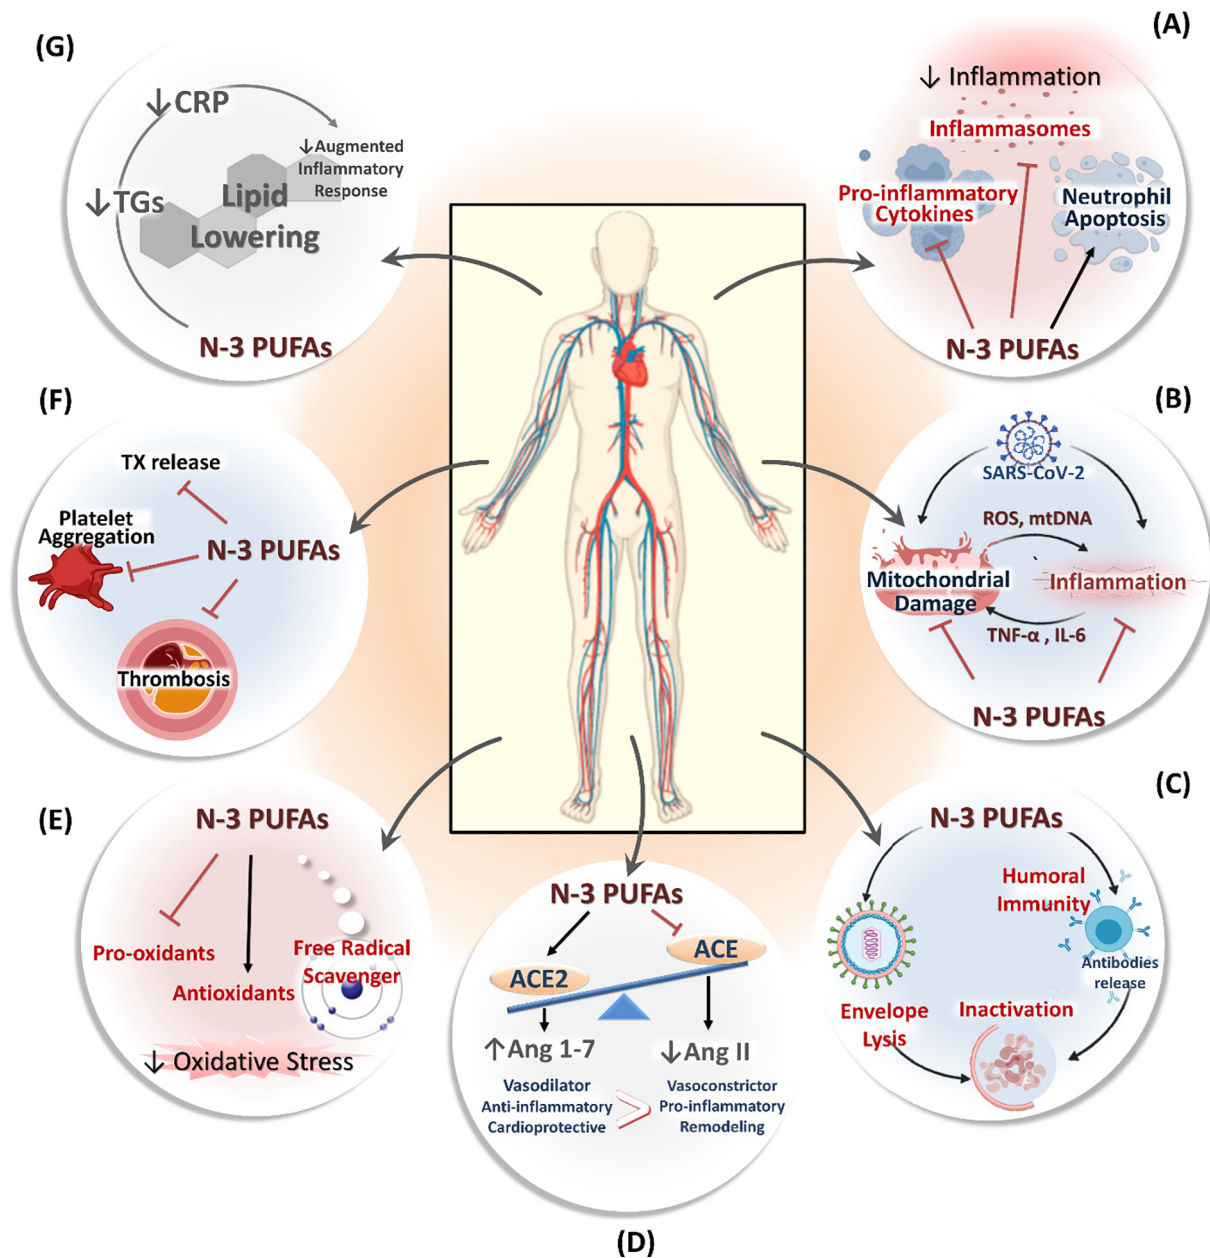 (G)
↓CRP
↓Augmented
Inflammatory
Response
↓TGs
Lipid
Lowering
N-3 PUFAs
(A)
↓ Inflammation
Inflammasomes
Pro-inflammatory
Cytokines
Neutrophil
Apoptosis
N-3 PUFAs
(F)
TX release
Platelet
Aggregation
N-3 PUFAs
Thrombosis
(B)
SARS-CoV-2
ROS, mtDNA
Mitochondrial
Damage
Inflammation
TNF-α , IL-6
N-3 PUFAs
(E)
N-3 PUFAs
Pro-oxidants
Free Radical
Scavenger
Antioxidants
↓ Oxidative Stress
(D)
N-3 PUFAs
ACE
ACE2
↑Ang 1-7
↓Ang II
Vasodilator
Anti-inflammatory
Cardioprotective
>
Vasoconstrictor
Pro-inflammatory
Remodeling
(C)
N-3 PUFAs
Humoral
Immunity
Antibodies
release
Envelope
Lysis
Inactivation